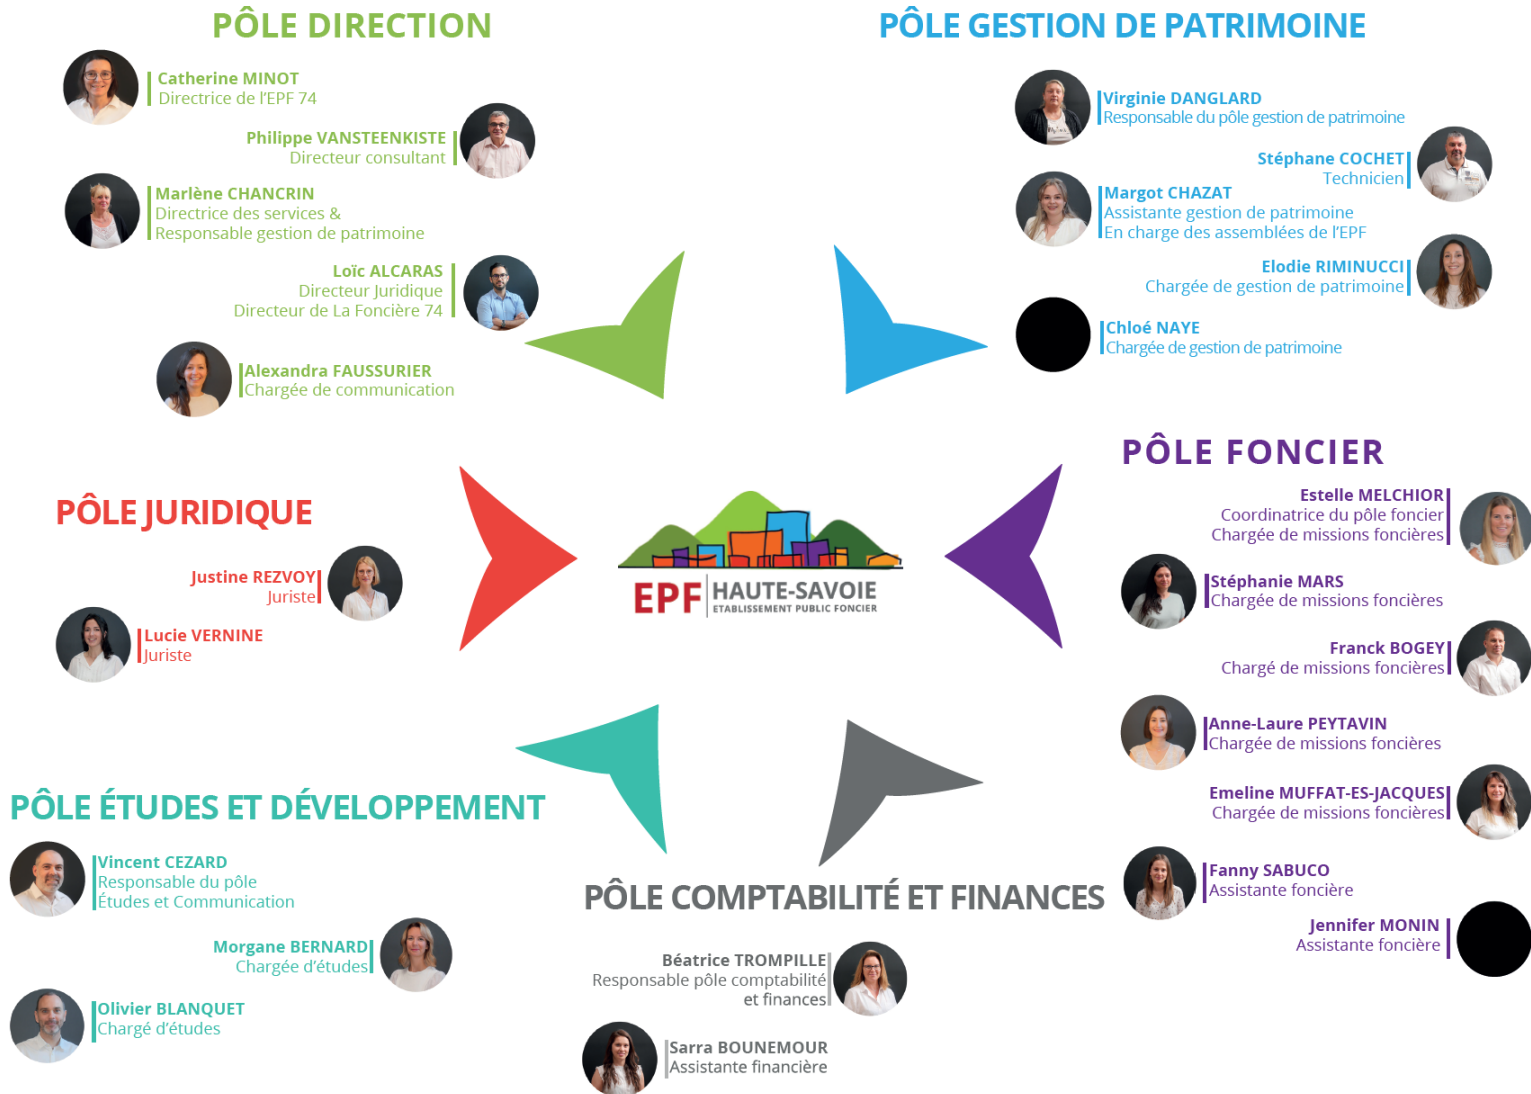 PÔLE DIRECTION
Catherine MINOT
Directrice de l'EPF 74
Philippe VANSTEENKISTE
Directeur consultant
Marlène CHANCRIN
Directrice des services &
Responsable gestion de patrimoine
Loïc ALCARAS
Directeur Juridique
Directeur de La Foncière 74
Alexandra FAUSSURIER
Chargée de communication
PÔLE GESTION DE PATRIMOINE
Virginie DANGLARD
Responsable du pôle gestion de patrimoine
Stéphane COCHET
Technicien
Margot CHAZAT
Assistante gestion de patrimoine
En charge des assemblées de l'EPF
Elodie RIMINUCCI
Chargée de gestion de patrimoine
Chloé NAYE
Chargée de gestion de patrimoine
PÔLE JURIDIQUE
Justine REZVOY
Juriste
Lucie VERNINE
Juriste
EPF HAUTE-SAVOIE
ETABLISSEMENT PUBLIC FONCIER
PÔLE FONCIER
Estelle MELCHIOR
Coordinatrice du pôle foncier
Chargée de missions foncières
Stéphanie MARS
Chargée de missions foncières
Franck BOGEY
Chargé de missions foncières
Anne-Laure PEYTAVIN
Chargée de missions foncières
Emeline MUFFAT-ES-JACQUES
Chargée de missions foncières
Fanny SABUCO
Assistante foncière
Jennifer MONIN
Assistante foncière
PÔLE ÉTUDES ET DÉVELOPPEMENT
Vincent CEZARD
Responsable du pôle
Études et Communication
Morgane BERNARD
Chargée d'études
Olivier BLANQUET
Chargé d'études
PÔLE COMPTABILITÉ ET FINANCES
Béatrice TROMPILLE
Responsable pôle comptabilité
et finances
Sarra BOUNEMOUR
Assistante financière